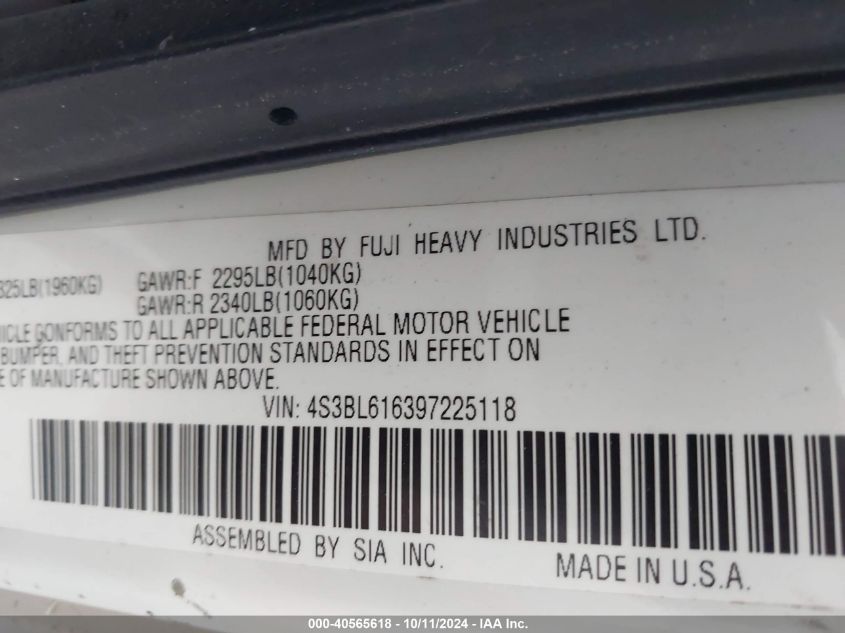 MFD BY FUJI HEAVY INDUSTRIES LTD.
325LB(1960KG) GAWR:F 2295LB(1040KG)
GAWR:R 2340LB(1060KG)
ICLE CONFORMS TO ALL APPLICABLE FEDERAL MOTOR VEHICLE
BUMPER, AND THEFT PREVENTION STANDARDS IN EFFECT ON
E OF MANUFACTURE SHOWN ABOVE.
VIN: 4S3BL616397225118
ASSEMBLED BY SIA INC.
MADE IN U.S.A.
000-40565618 - 10/11/2024 - IAA Inc.